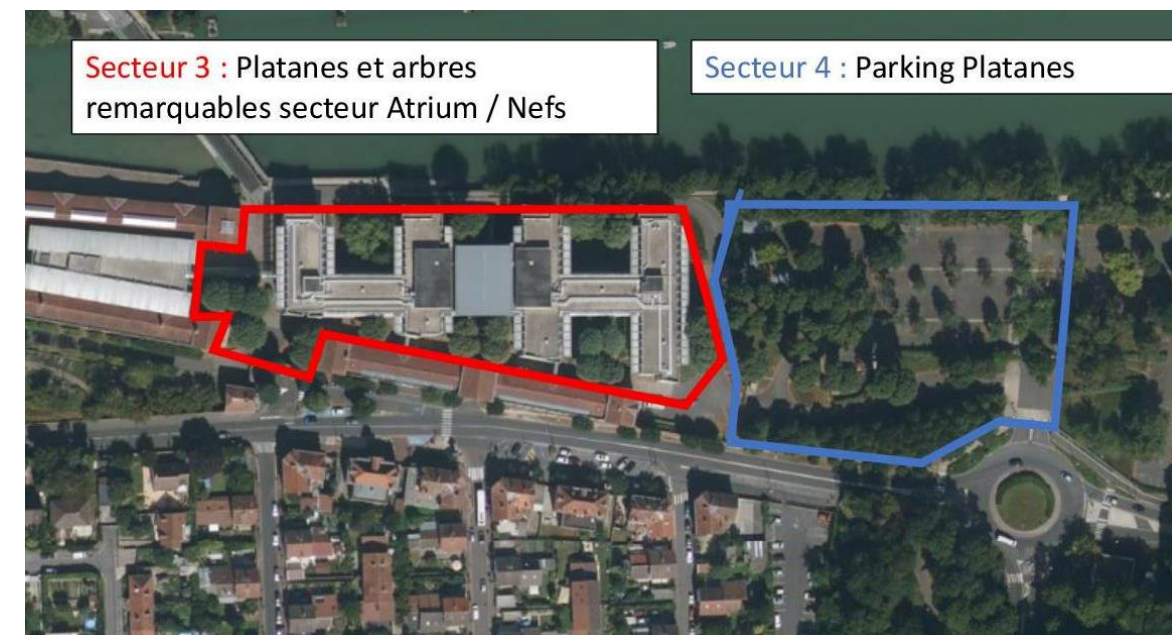 Secteur 3 : Platanes et arbres
remarquables secteur Atrium / Nefs
Secteur 4 : Parking Platanes